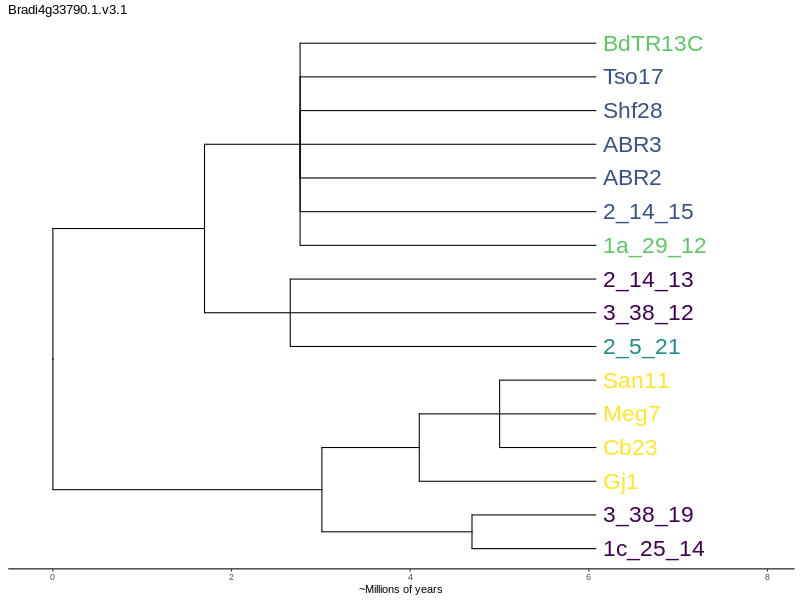 Bradi4g33790.1.v3.1
BdTR13C
Tso17
Shf28
ABR3
ABR2
2_14_15
1a_29_12
2_14_13
3_38_12
2_5_21
San11
Meg7
Cb23
Gj1
3_38_19
1c_25_14
0 2 4 6 8
~Millions of years